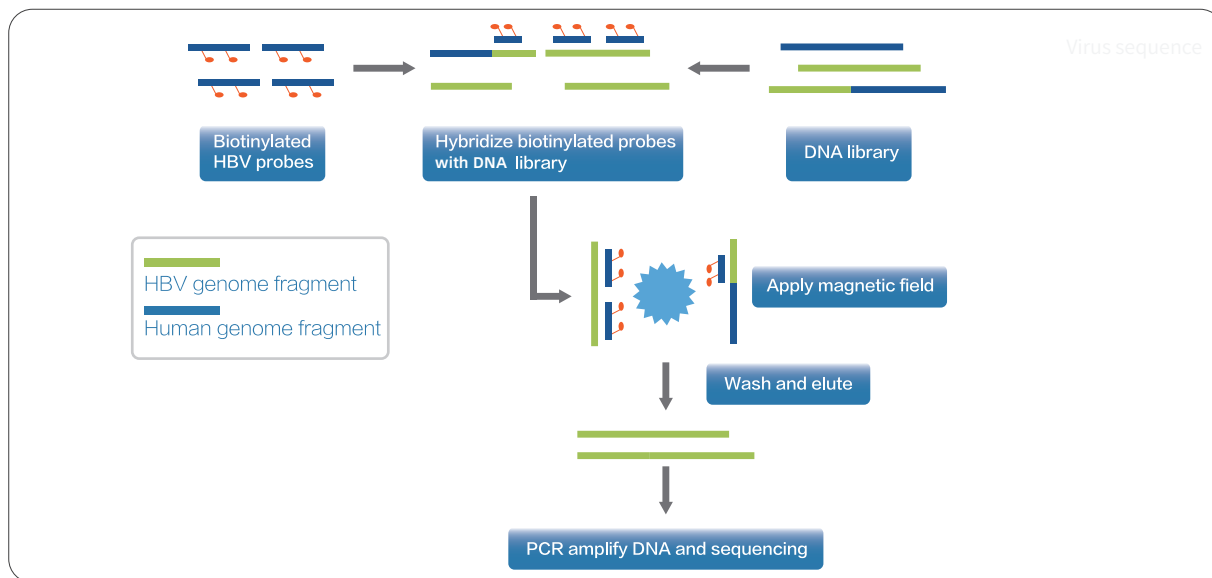 Virus sequence
Biotinylated
HBV probes
Hybridize biotinylated probes
with DNA library
DNA library
HBV genome fragment
Human genome fragment
Apply magnetic field
Wash and elute
PCR amplify DNA and sequencing